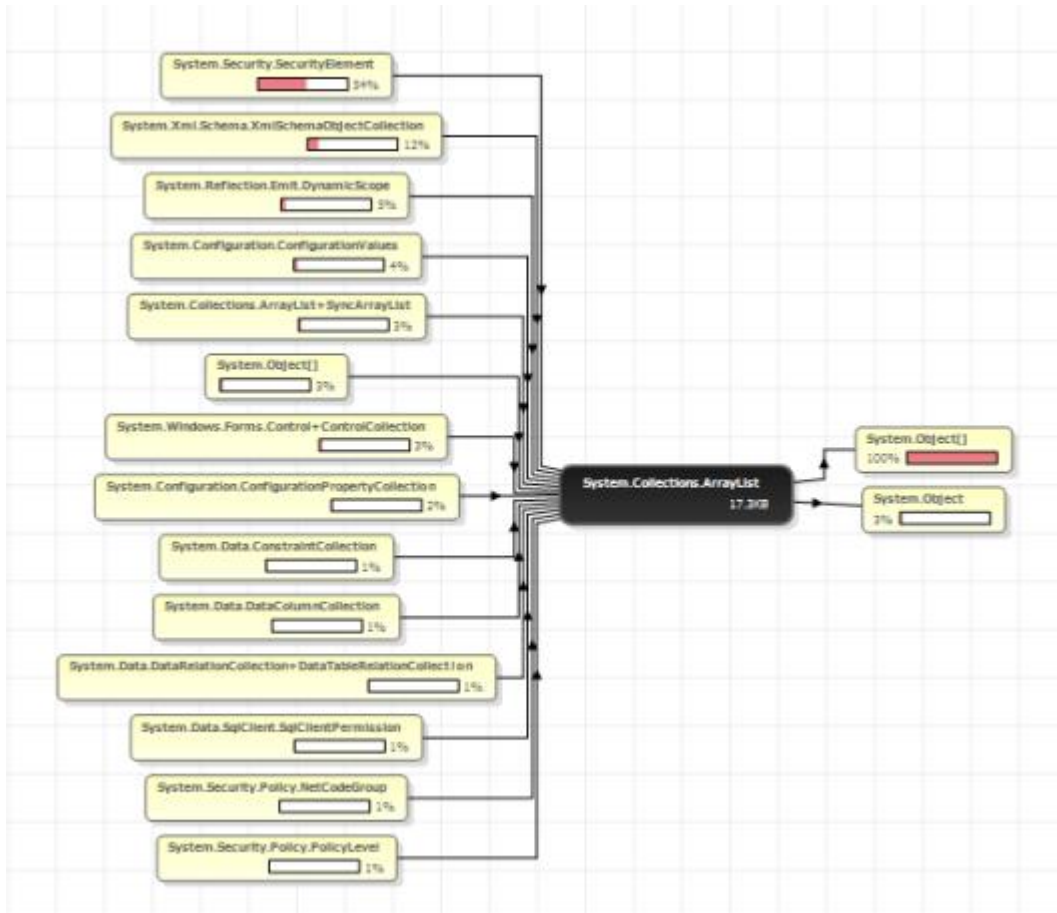 System.Security.SecurityElement
54%
System.Xml.Schema.XmlSchemaObjectCollection
12%
System.Reflection.Emit.DynamicScope
5%
System.Configuration.ConfigurationValues
4%
System.Collections.ArrayList+SyncArrayList
3%
System.Object[]
3%
System.Windows.Forms.Control+ControlCollection
3%
System.Configuration.ConfigurationPropertyCollection
2%
System.Data.ConstraintCollection
1%
System.Data.DataColumnCollection
1%
System.Data.DataRelationCollection+DataTableRelationCollection
1%
System.Data.SqlClient.SqlClientPermission
1%
System.Security.Policy.NetCodeGroup
1%
System.Security.Policy.PolicyLevel
1%
System.Collections.ArrayList
17.3KB
System.Object[]
100%
System.Object
3%